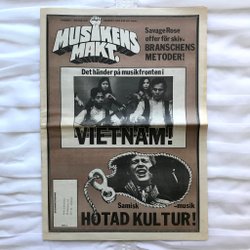 MUSIKENS
MAKT.
Savage Rose
offer för skiv-
BRANSCHENS
METODER!
Det händer på musikfronten i
VIETNAM!
Samisk musik
HOTAD KULTUR!